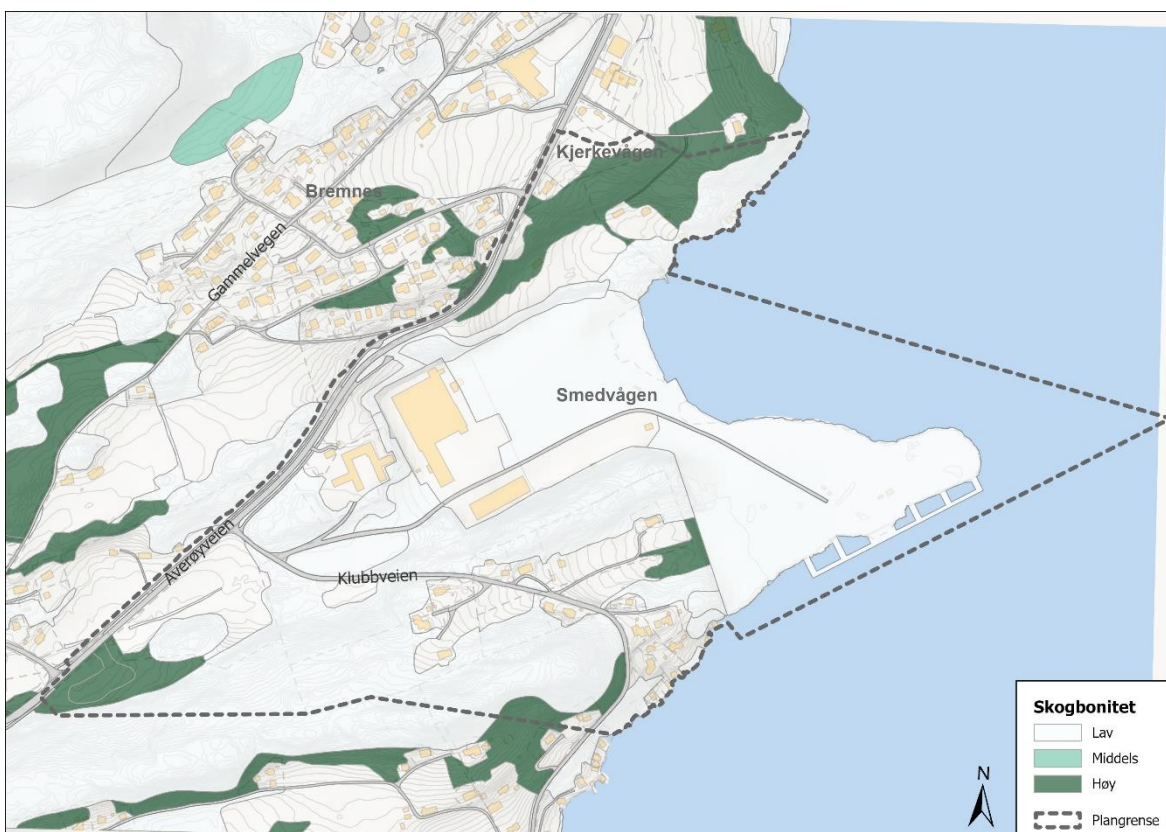 Kjerkevågen
Bremnes
Gammelvegen
Smedvågen
Averøyveien
Klubbveien
Skogbonitet
Lav
Middels
Høy
Plangrense
N